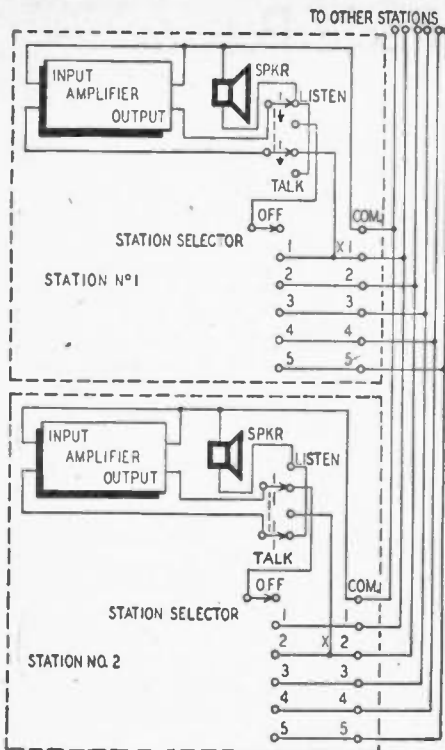 TO OTHER STATIONS
INPUT
AMPLIFIER
OUTPUT
SPKR
LISTEN
TALK
OFF
STATION SELECTOR
COM.
1 X 1
2 2
STATION Nº 1
3 3
4 4
5 5
INPUT
AMPLIFIER
OUTPUT
SPKR
LISTEN
TALK
OFF
COM.
STATION SELECTOR
1 1
2 X 2
STATION NO. 2
3 3
4 4
5 5